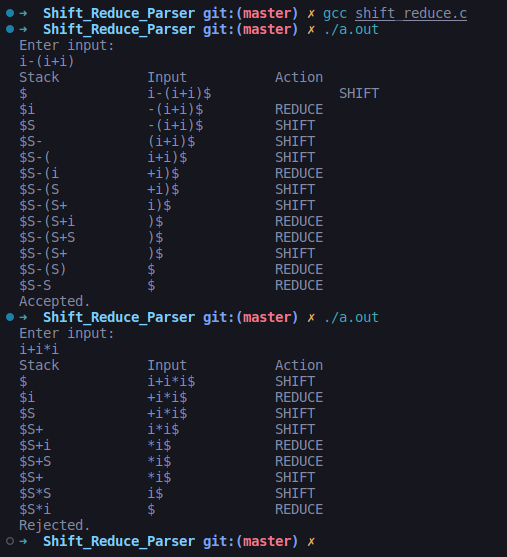 ➜ Shift_Reduce_Parser git:(master) ✗ gcc shift_reduce.c
➜ Shift_Reduce_Parser git:(master) ✗ ./a.out
Enter input:
i-(i+i)
Stack Input Action
$ i-(i+i)$ SHIFT
$i -(i+i)$ REDUCE
$S -(i+i)$ SHIFT
$S- (i+i)$ SHIFT
$S-( i+i)$ SHIFT
$S-(i +i)$ REDUCE
$S-(S +i)$ SHIFT
$S-(S+ i)$ SHIFT
$S-(S+i )$ REDUCE
$S-(S+S )$ REDUCE
$S-(S+ )$ SHIFT
$S-(S) $ REDUCE
$S-S $ REDUCE
Accepted.
➜ Shift_Reduce_Parser git:(master) ✗ ./a.out
Enter input:
i+i*i
Stack Input Action
$ i+i*i$ SHIFT
$i +i*i$ REDUCE
$S +i*i$ SHIFT
$S+ i*i$ SHIFT
$S+i *i$ REDUCE
$S+S *i$ REDUCE
$S+ *i$ SHIFT
$S*S i$ SHIFT
$S*i $ REDUCE
Rejected.
➜ Shift_Reduce_Parser git:(master) ✗